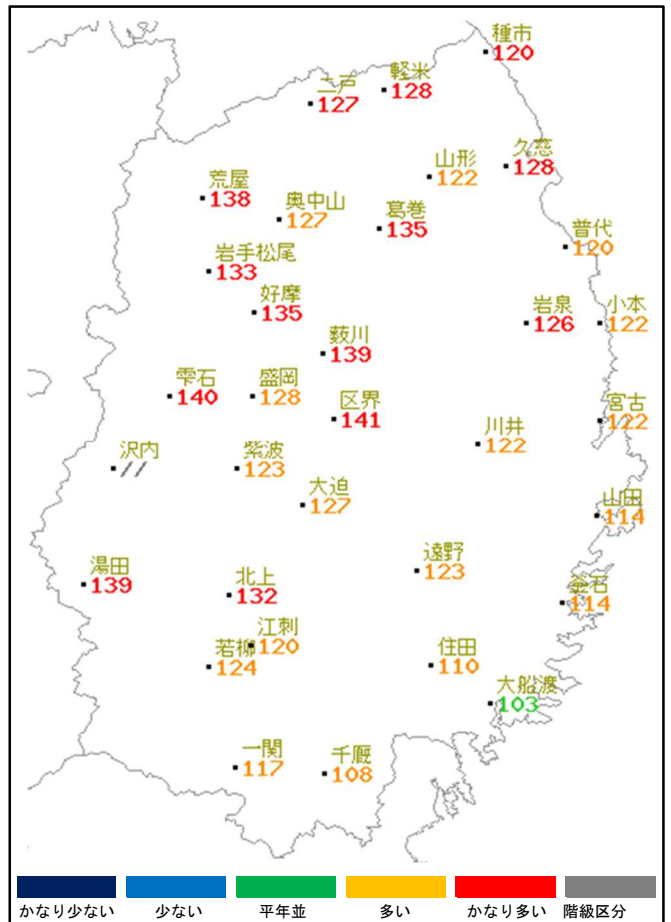 種市
120
軽米
128
二戸
127
久慈
128
山形
122
荒屋
138
奥中山
127
葛巻
135
普代
120
岩手松尾
133
好摩
135
岩泉
126
小本
122
薮川
139
雫石
140
盛岡
128
区界
141
宮古
122
川井
122
沢内
//
紫波
123
大迫
127
山田
114
遠野
123
湯田
139
北上
132
釜石
114
江刺
120
若柳
124
住田
110
大船渡
103
一関
117
千厩
108
かなり少ない 少ない 平年並 多い かなり多い 階級区分